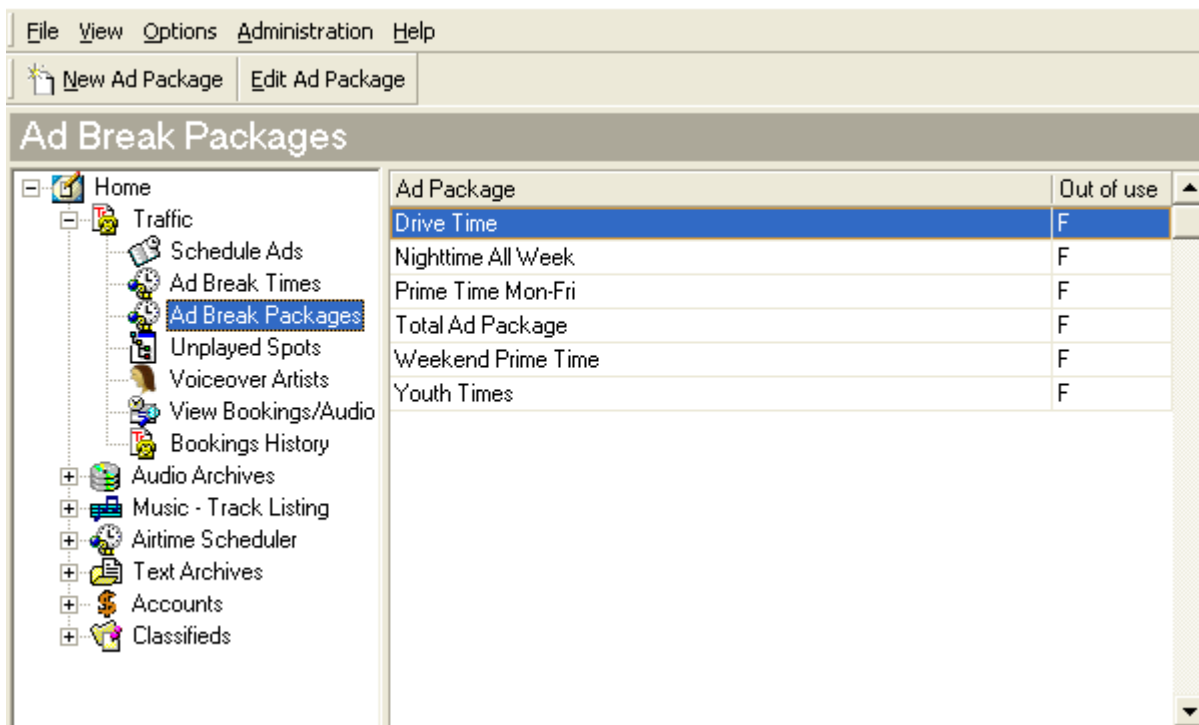 File View Options Administration Help
New Ad Package Edit Ad Package
Ad Break Packages
Home
Traffic
Schedule Ads
Ad Break Times
Ad Break Packages
Unplayed Spots
Voiceover Artists
View Bookings/Audio
Bookings History
Audio Archives
Music - Track Listing
Airtime Scheduler
Text Archives
Accounts
Classifieds
Ad Package Out of use
Drive Time F
Nighttime All Week F
Prime Time Mon-Fri F
Total Ad Package F
Weekend Prime Time F
Youth Times F